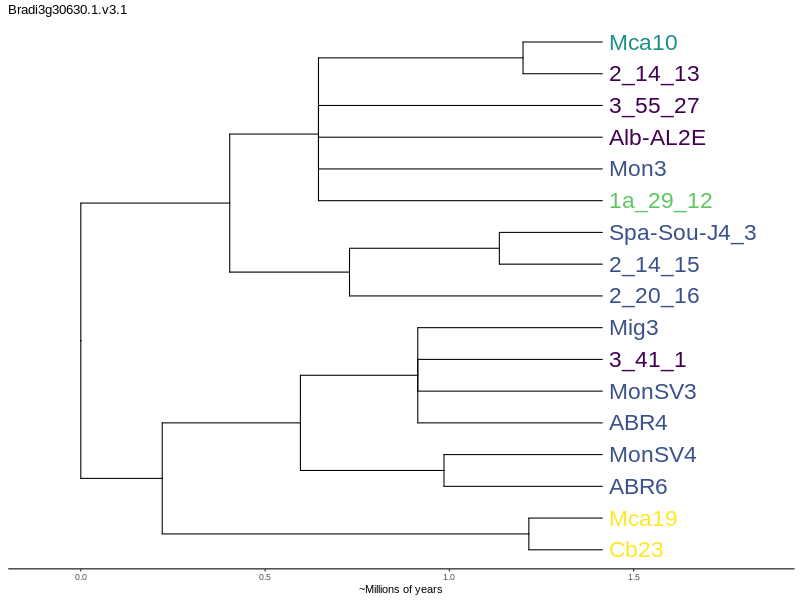 Bradi3g30630.1.v3.1
Mca10
2_14_13
3_55_27
Alb-AL2E
Mon3
1a_29_12
Spa-Sou-J4_3
2_14_15
2_20_16
Mig3
3_41_1
MonSV3
ABR4
MonSV4
ABR6
Mca19
Cb23
0.0 0.5 1.0 1.5
~Millions of years